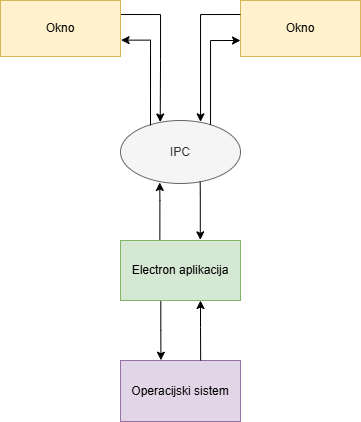 Okno
Okno
IPC
Electron aplikacija
Operacijski sistem